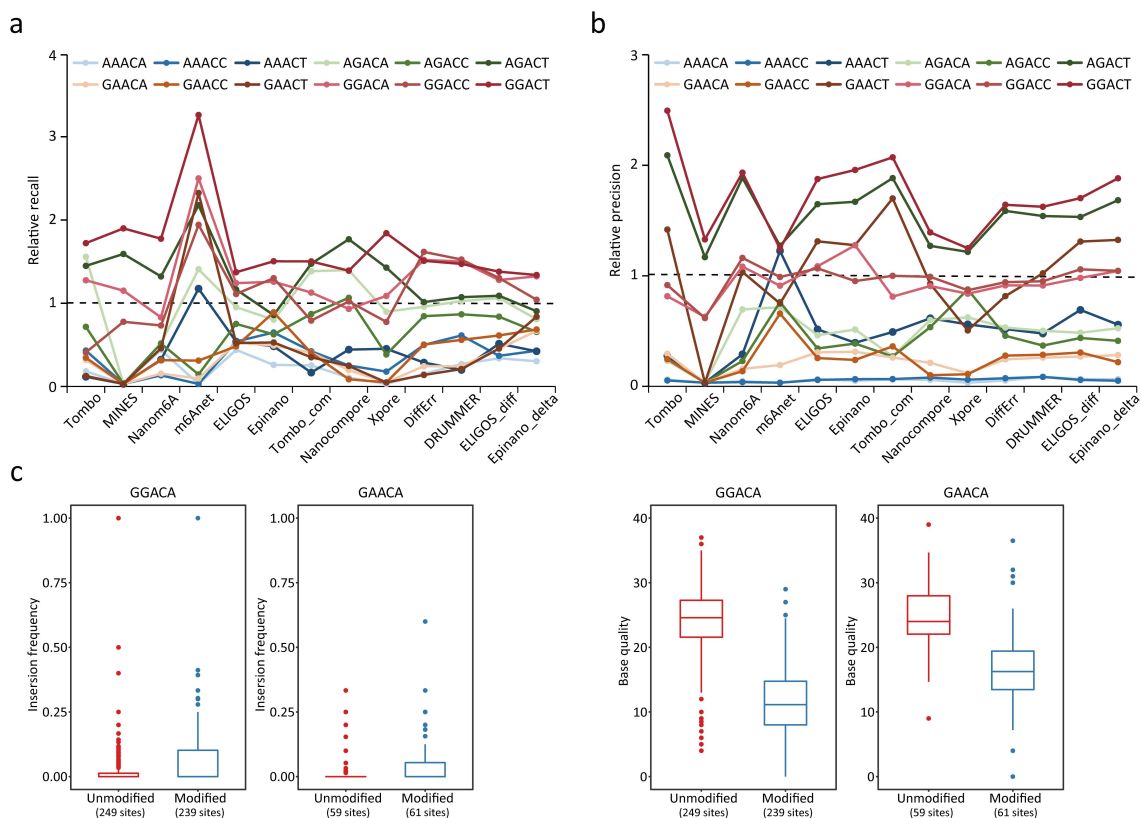 a
4
3
2
1
0
Relative recall
AAACA AAACC AAACT AGACA AGACC AGACT
GAACA GAACC GAACT GGACA GGACC GGACT
Tombo
MINES
Nanom6A
m6Anet
ELIGOS
Epinano
Tombo_com
Nanocompore
Xpore
DiffErr
DRUMMER
ELIGOS_diff
Epinano_delta
b
3
2
1
0
Relative precision
AAACA AAACC AAACT AGACA AGACC AGACT
GAACA GAACC GAACT GGACA GGACC GGACT
Tombo
MINES
Nanom6A
m6Anet
ELIGOS
Epinano
Tombo_com
Nanocompore
Xpore
DiffErr
DRUMMER
ELIGOS_diff
Epinano_delta
c
GGACA
1.00
0.75
0.50
0.25
0.00
Insersion frequency
Unmodified Modified
(249 sites) (239 sites)
GAACA
1.00
0.75
0.50
0.25
0.00
Insersion frequency
Unmodified Modified
(59 sites) (61 sites)
GGACA
40
30
20
10
0
Base quality
Unmodified Modified
(249 sites) (239 sites)
GAACA
40
30
20
10
0
Base quality
Unmodified Modified
(59 sites) (61 sites)